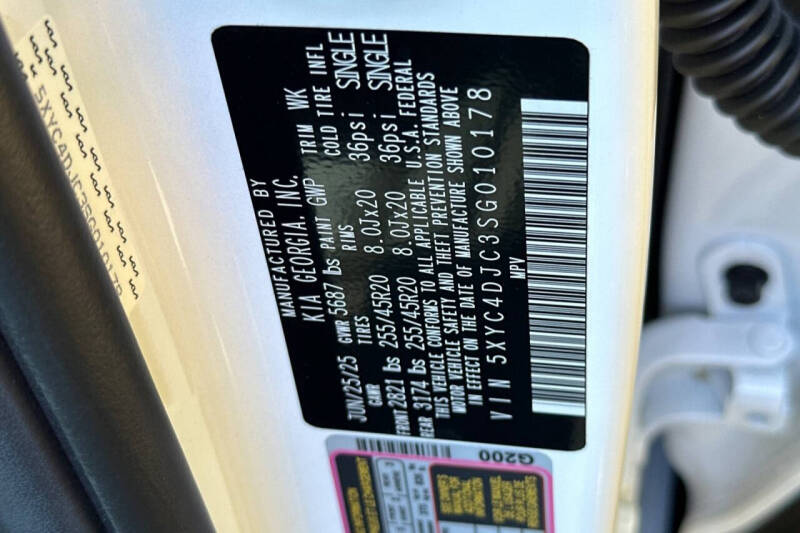 MANUFACTURED BY
KIA GEORGIA, INC.
JUN/25/25 GWR 5687 lbs PAINT GWP TRIM WK
GWR TIRES RIMS COLD TIRE INFL
FRONT 2821 lbs 255/45R20 8.0Jx20 36psi SINGLE
REAR 3174 lbs 255/45R20 8.0Jx20 36psi SINGLE
THIS VEHICLE CONFORMS TO ALL APPLICABLE U.S.A. FEDERAL
MOTOR VEHICLE SAFETY AND THEFT PREVENTION STANDARDS
IN EFFECT ON THE DATE OF MANUFACTURE SHOWN ABOVE
VIN 5XYC4DJC3SG010178
MPV
5XYC4DJC3SG010178
G200